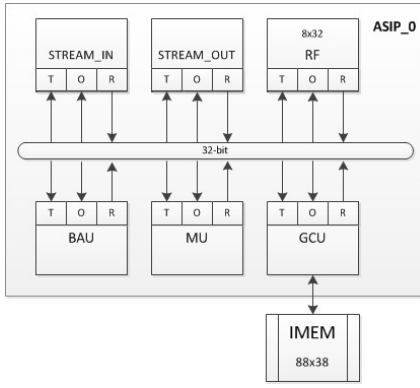 ASIP_0
STREAM_IN
STREAM_OUT
8x32
RF
T O R
T O R
T O R
32-bit
T O R
T O R
T O R
BAU
MU
GCU
IMEM
88x38